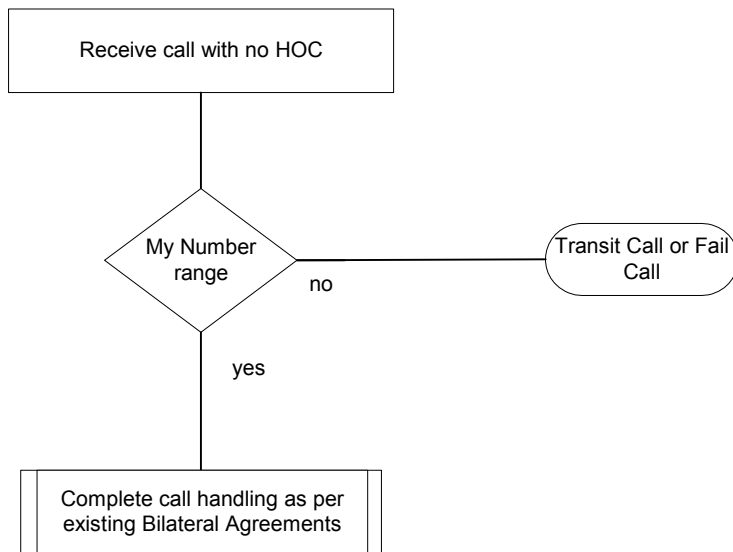 Receive call with no HOC
My Number
range
Transit Call or Fail
Call
no
yes
Complete call handling as per
existing Bilateral Agreements